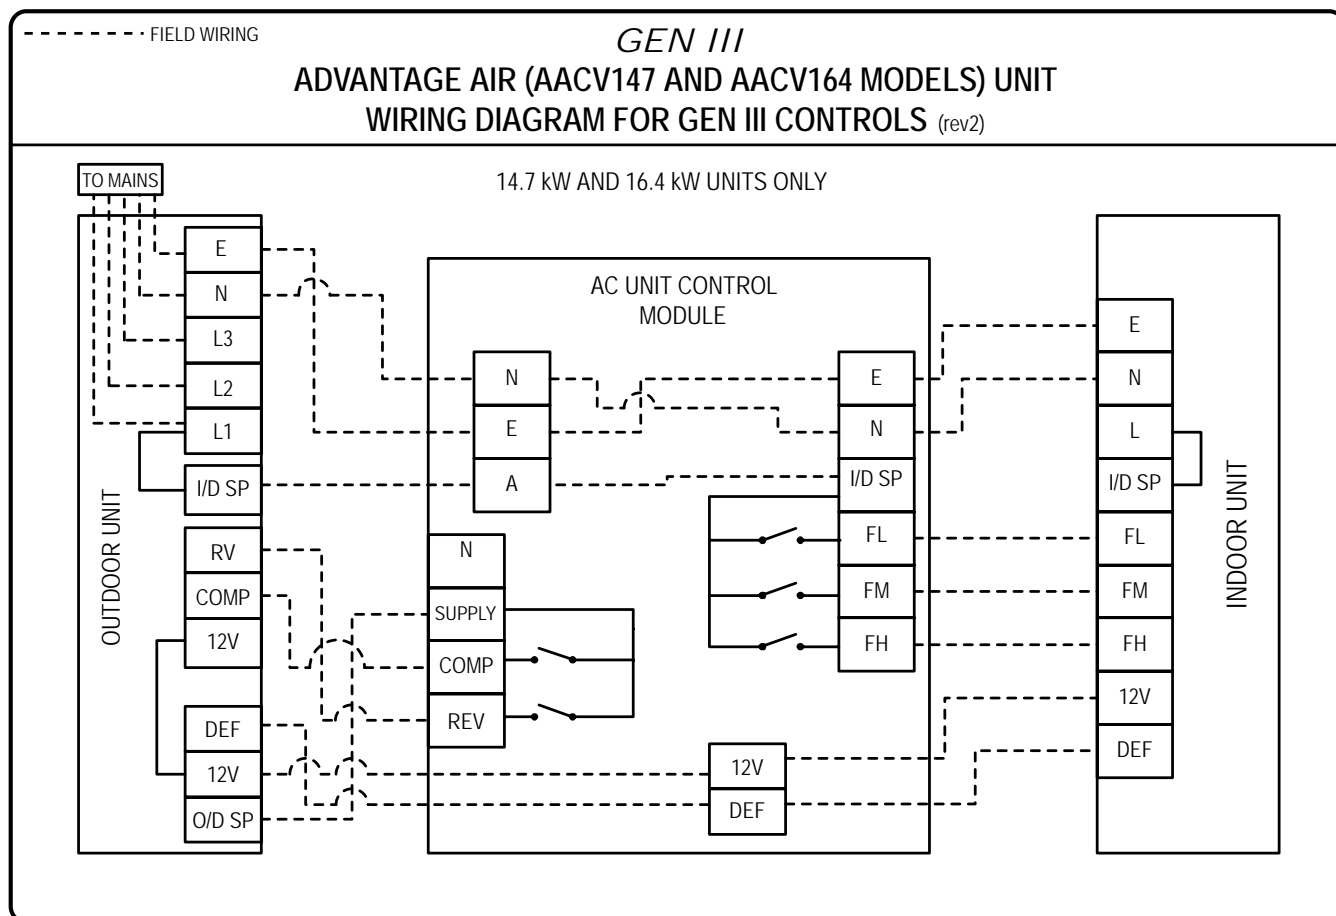 FIELD WIRING
GEN III
ADVANTAGE AIR (AACV147 AND AACV164 MODELS) UNIT
WIRING DIAGRAM FOR GEN III CONTROLS (rev2)
TO MAINS
14.7 kW AND 16.4 kW UNITS ONLY
OUTDOOR UNIT
E
N
L3
L2
L1
I/D SP
RV
COMP
12V
DEF
12V
O/D SP
AC UNIT CONTROL
MODULE
N
E
A
N
SUPPLY
COMP
REV
E
N
I/D SP
FL
FM
FH
12V
DEF
E
N
L
I/D SP
FL
FM
FH
12V
DEF
INDOOR UNIT